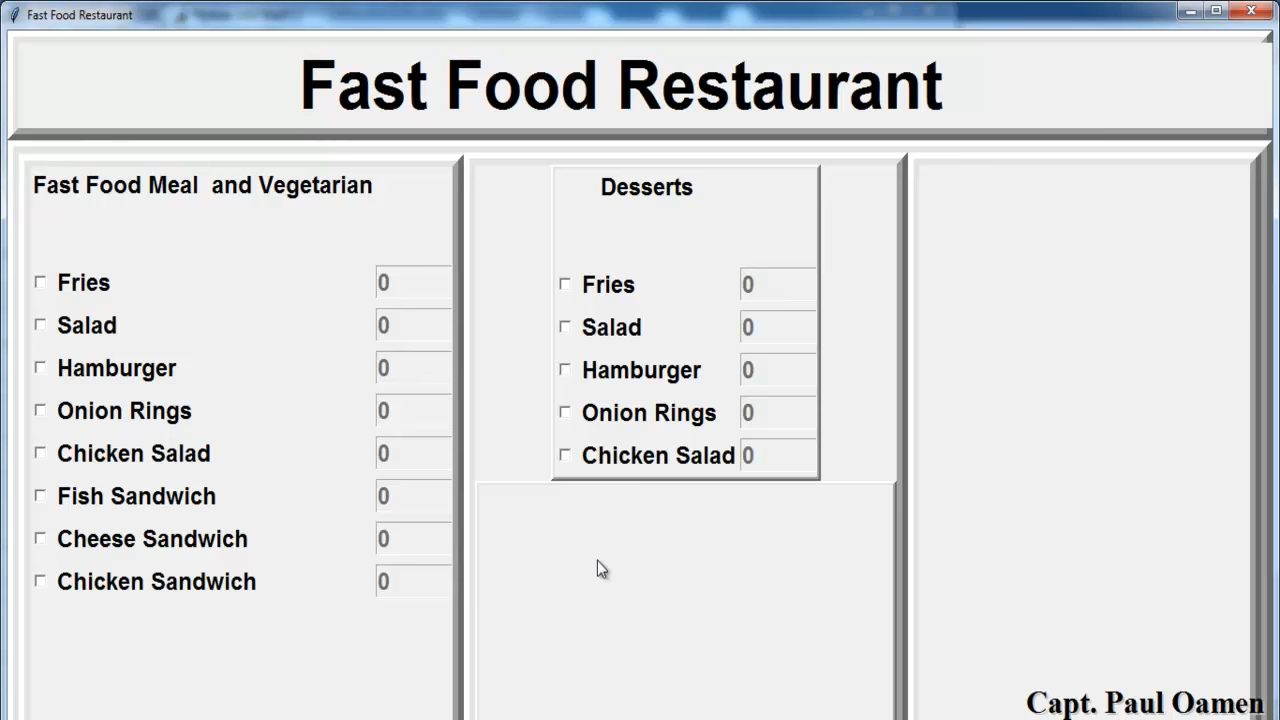 Fast Food Restaurant
Fast Food Restaurant
Fast Food Meal  and Vegetarian
Fries 0
Salad 0
Hamburger 0
Onion Rings 0
Chicken Salad 0
Fish Sandwich 0
Cheese Sandwich 0
Chicken Sandwich 0
Desserts
Fries 0
Salad 0
Hamburger 0
Onion Rings 0
Chicken Salad 0
Capt. Paul Oamen